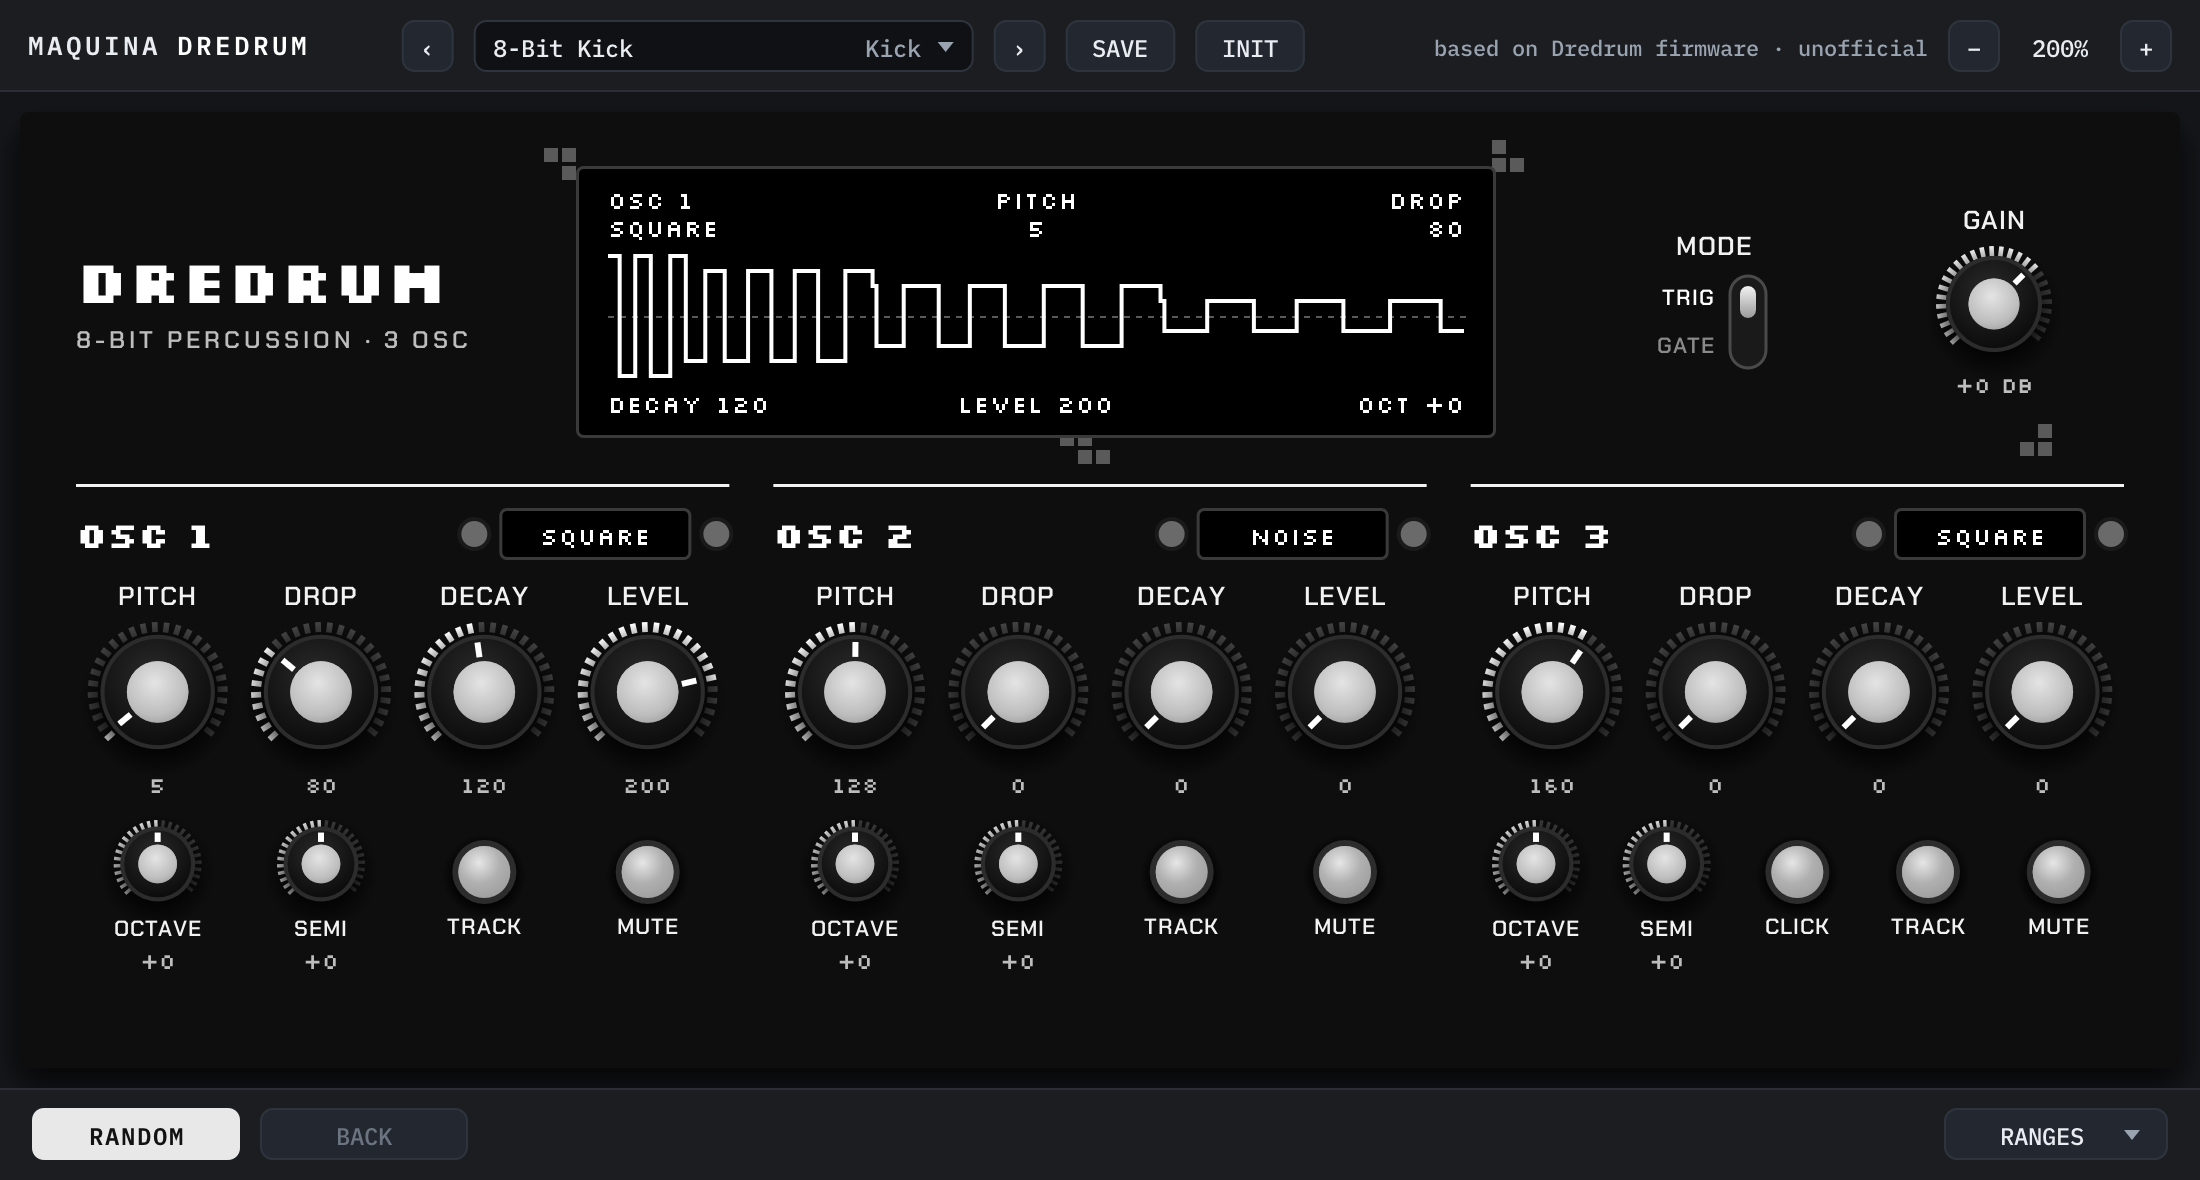 MAQUINA DREDRUM
‹
8-Bit Kick Kick
›
SAVE
INIT
based on Dredrum firmware · unofficial
−
200%
+
DREDRUM
8-BIT PERCUSSION · 3 OSC
OSC 1 PITCH DROP
SQUARE 5 80
DECAY 120 LEVEL 200 OCT +0
MODE
TRIG
GATE
GAIN
+0 DB
OSC 1 SQUARE
PITCH DROP DECAY LEVEL
5 80 120 200
OCTAVE SEMI TRACK MUTE
+0 +0
OSC 2 NOISE
PITCH DROP DECAY LEVEL
128 0 0 0
OCTAVE SEMI TRACK MUTE
+0 +0
OSC 3 SQUARE
PITCH DROP DECAY LEVEL
160 0 0 0
OCTAVE SEMI CLICK TRACK MUTE
+0 +0
RANDOM
BACK
RANGES